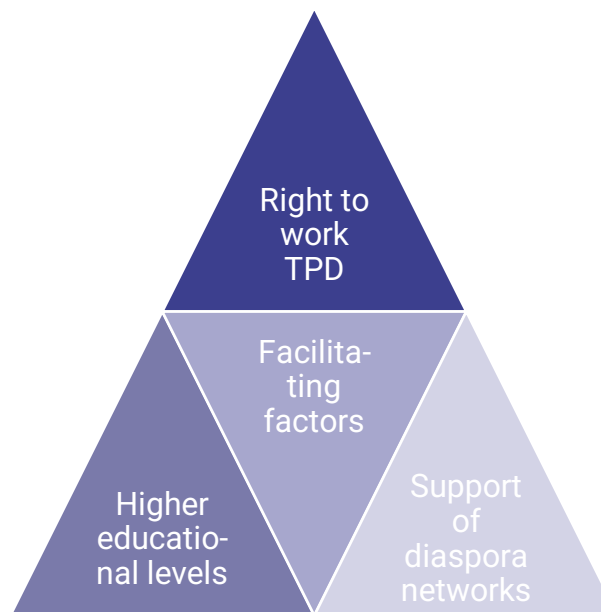 Right to
work
TPD
Facilita-
ting
factors
Higher
educatio-
nal levels
Support
of
diaspora
networks